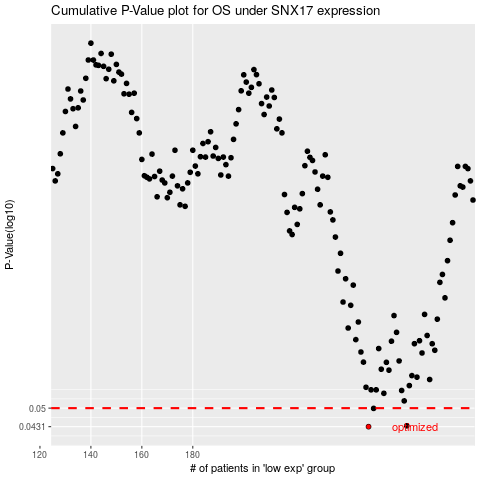 Cumulative P-Value plot for OS under SNX17 expression
P-Value(log10)
0.05
0.0431
optimized
120 140 160 180
# of patients in 'low exp' group